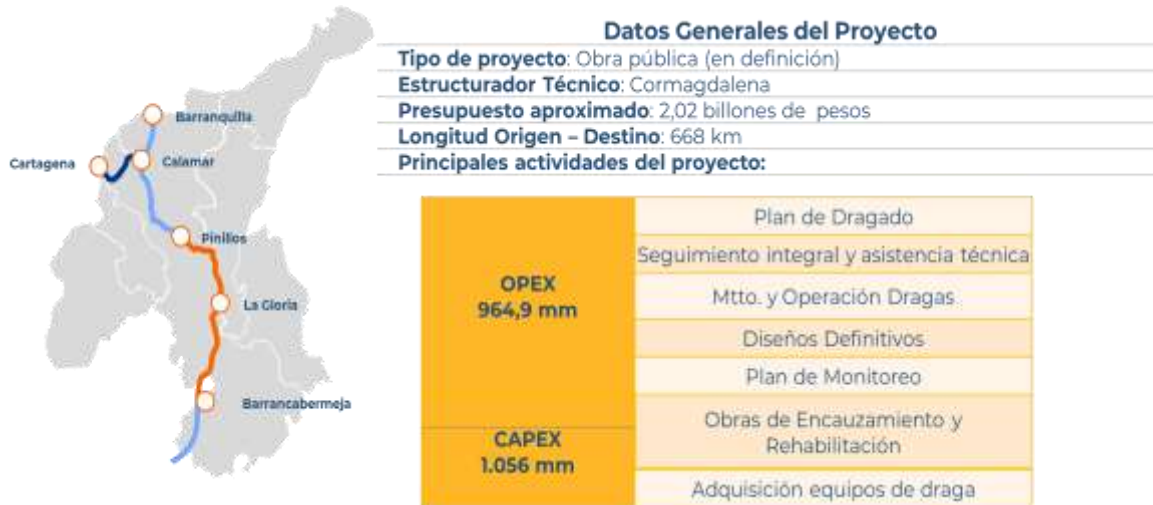 Datos Generales del Proyecto
Tipo de proyecto: Obra pública (en definición)
Estructurador Técnico: Cormagdalena
Presupuesto aproximado: 2,02 billones de pesos
Longitud Origen – Destino: 668 km
Principales actividades del proyecto:
Barranquilla
Cartagena
Calamar
Pinillos
La Gloria
Barrancabermeja
OPEX
964,9 mm
Plan de Dragado
Seguimiento integral y asistencia técnica
Mtto. y Operación Dragas
Diseños Definitivos
Plan de Monitoreo
CAPEX
1.056 mm
Obras de Encauzamiento y
Rehabilitación
Adquisición equipos de draga